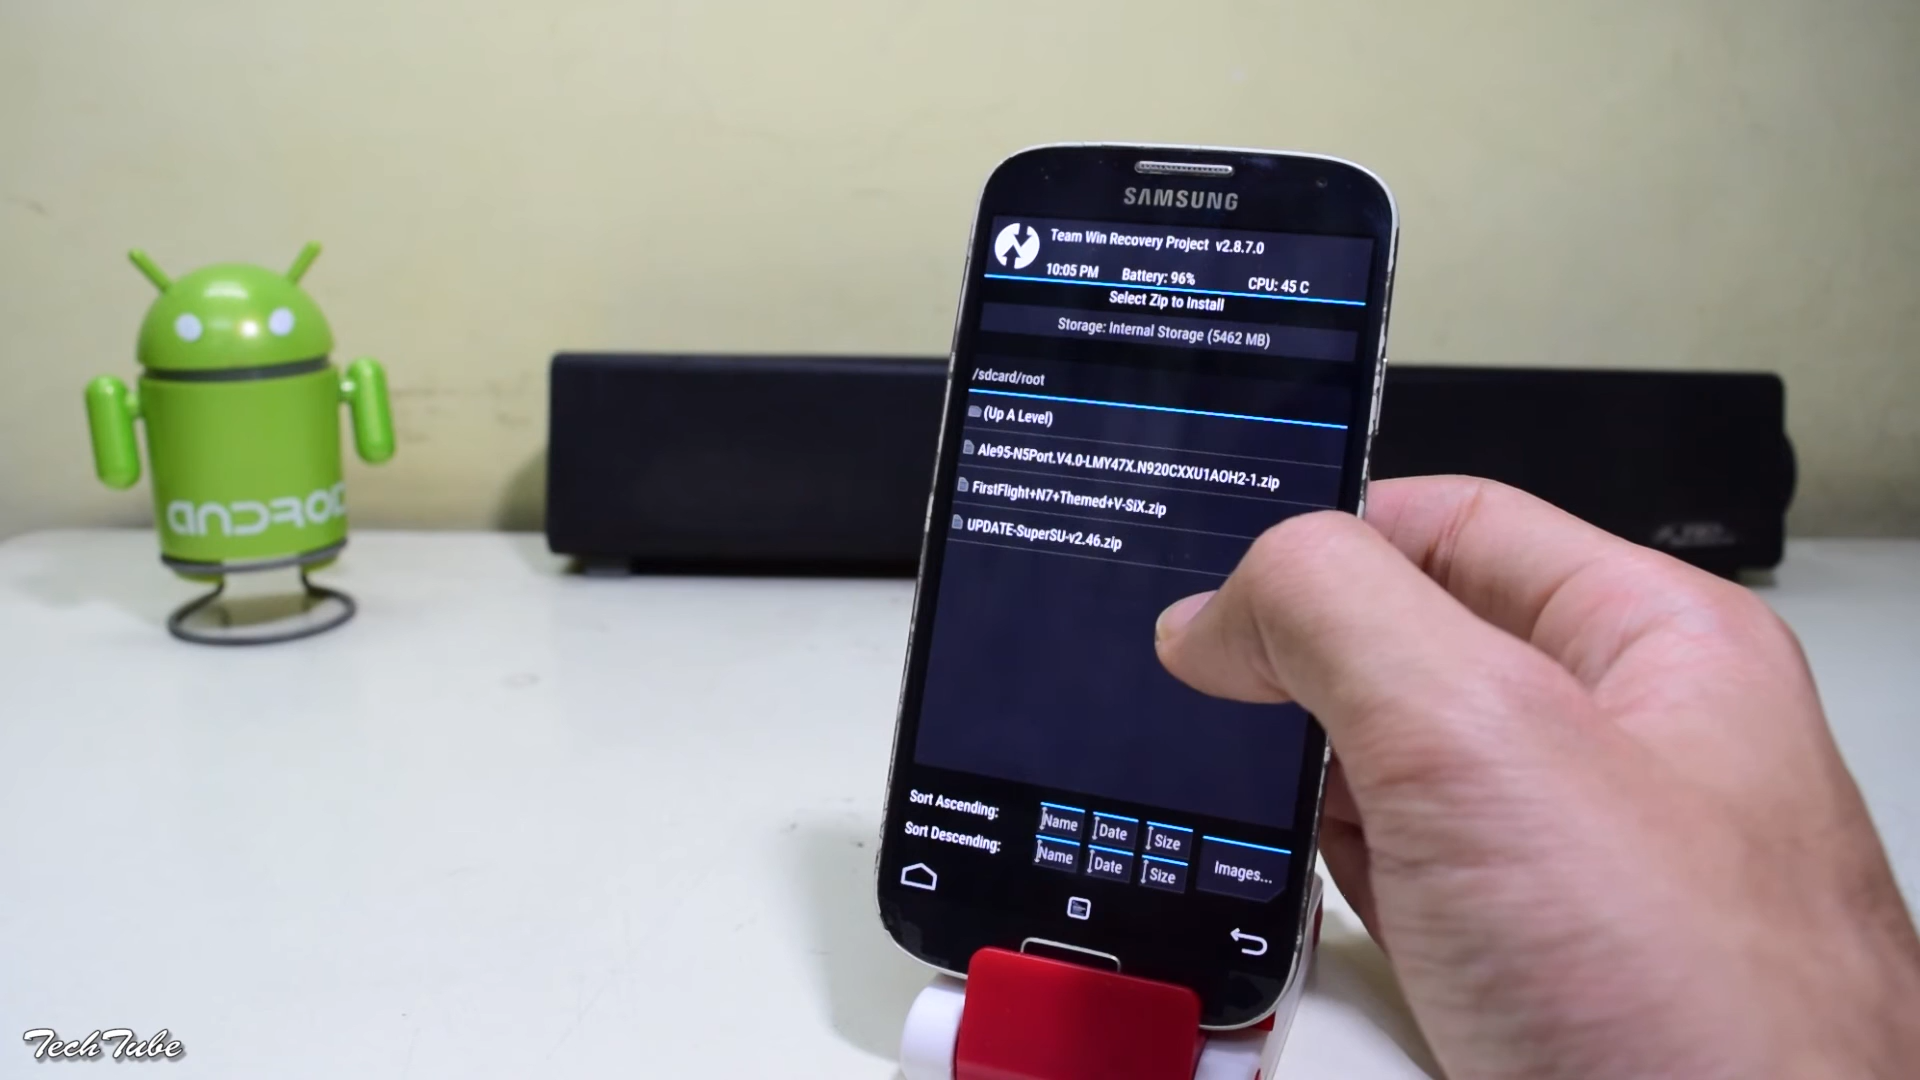 SAMSUNG
Team Win Recovery Project v2.8.7.0
10:05 PM Battery: 96% CPU: 45 C
Select Zip to Install
Storage: Internal Storage (5462 MB)
/sdcard/root
(Up A Level)
Ale95-N5Port.V4.0-LMY47X.N920CXXU1AOH2-1.zip
FirstFlight+N7+Themed+V-SiX.zip
UPDATE-SuperSU-v2.46.zip
Sort Ascending: Name Date Size
Sort Descending: Name Date Size
Images...
ANDROID
TechTube